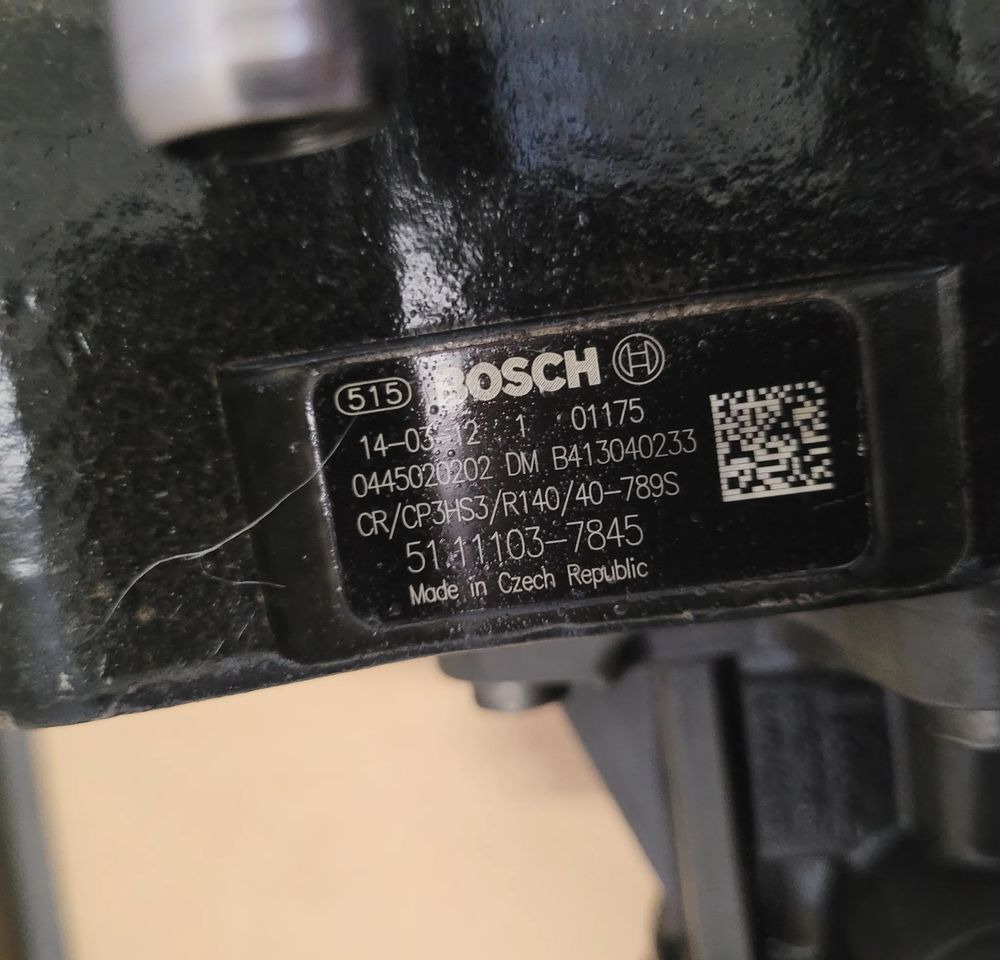 515 BOSCH
14-03-12 1 01175
0445020202 DM B413040233
CR/CP3HS3/R140/40-789S
51.11103-7845
Made in Czech Republic